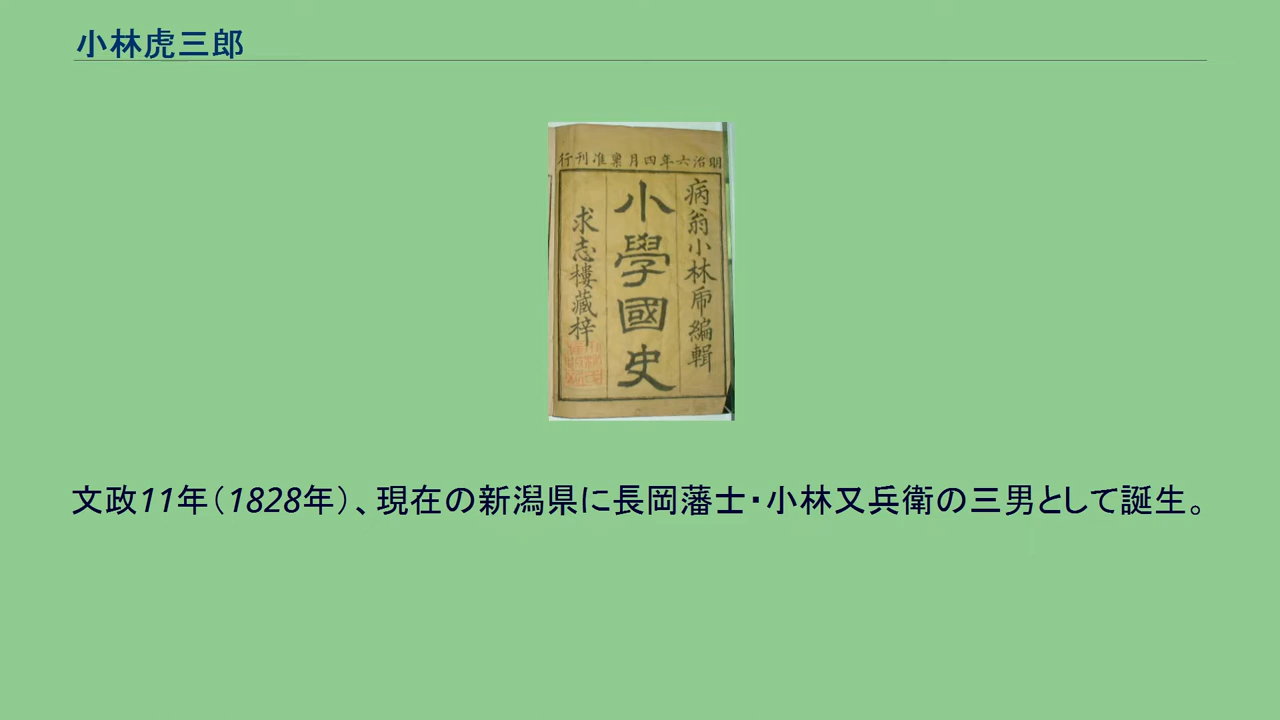 小林虎三郎
明治六年四月稟准刊行
病翁小林虎編輯
小學國史
求志樓藏梓
文政11年（1828年）、現在の新潟県に長岡藩士・小林又兵衛の三男として誕生。